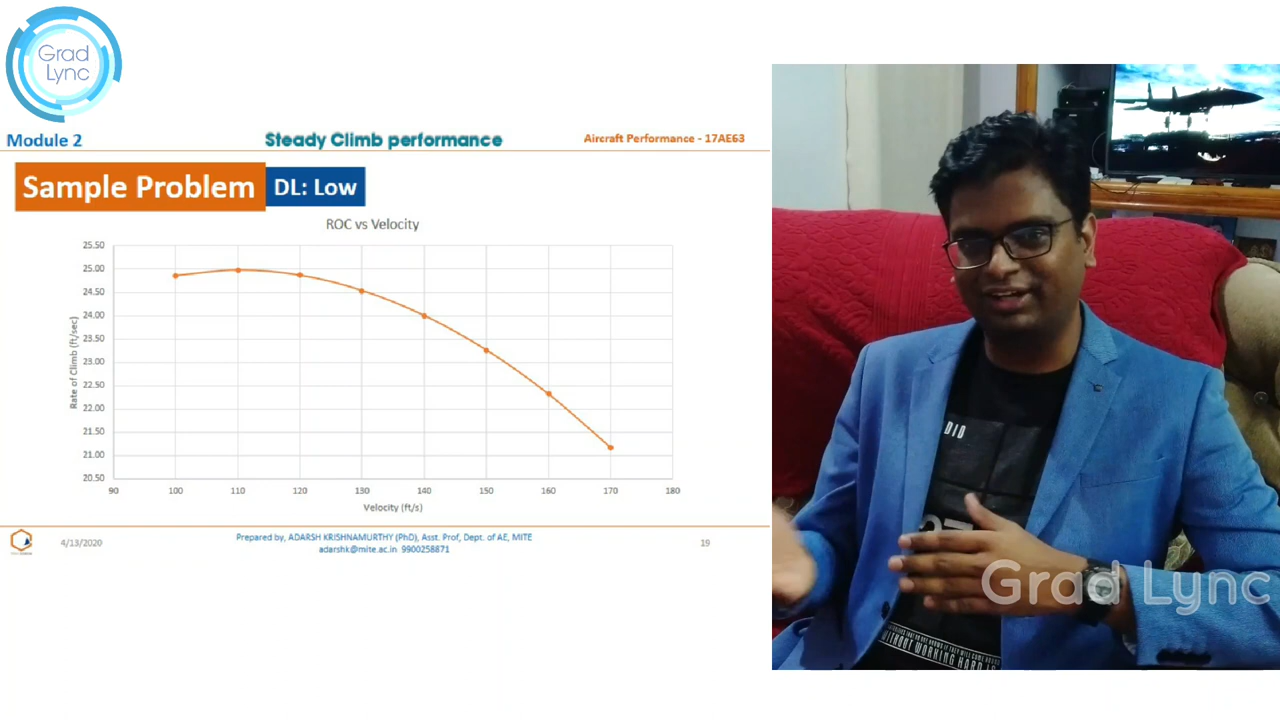 Grad
Lync
Module 2
Steady Climb performance
Aircraft Performance - 17AE63
Sample Problem
DL: Low
ROC vs Velocity
25.50
25.00
24.50
24.00
23.50
23.00
22.50
22.00
21.50
21.00
20.50
Rate of Climb (ft/sec)
90 100 110 120 130 140 150 160 170 180
Velocity (ft/s)
4/13/2020
Prepared by, ADARSH KRISHNAMURTHY (PhD), Asst. Prof, Dept. of AE, MITE
adarshk@mite.ac.in 9900258871
19
DIO
Grad Lync
WITHOUT WORKING HARD